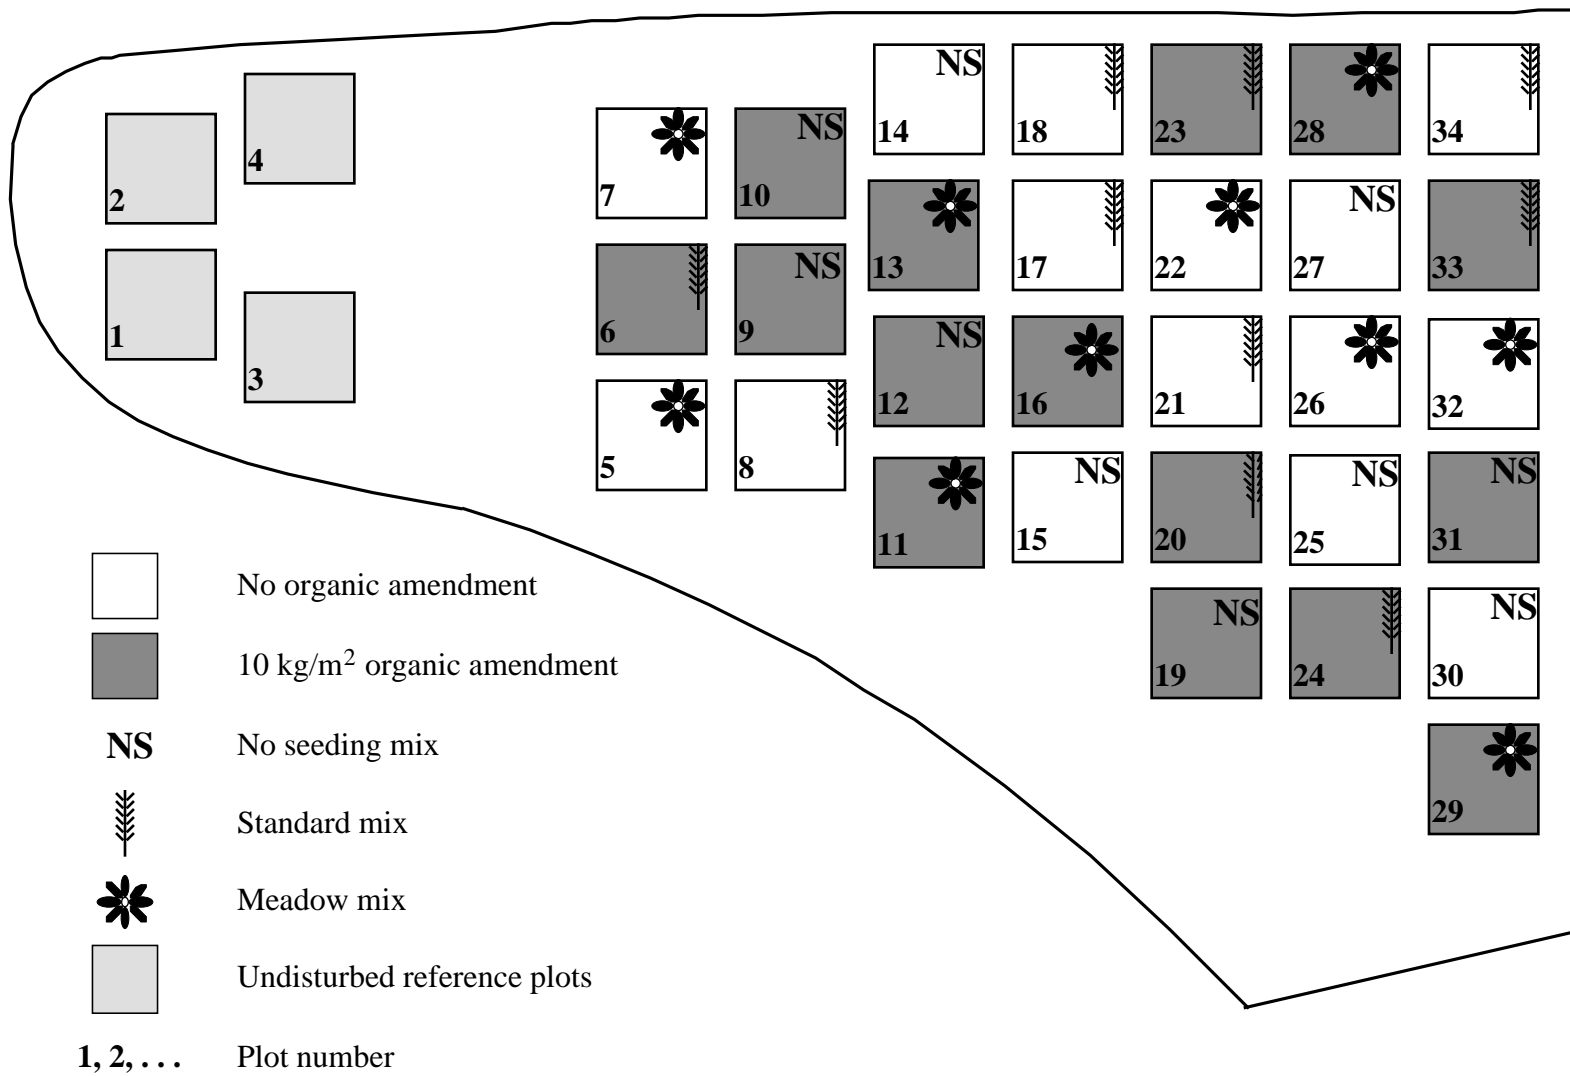 NS
14
18
23
28
34
4
2
7
NS
10
13
17
22
NS
27
33
1
3
6
NS
9
NS
12
16
21
26
32
5
8
11
NS
15
20
NS
25
NS
31
NS
19
24
NS
30
29
No organic amendment
10 kg/m² organic amendment
NS No seeding mix
Standard mix
Meadow mix
Undisturbed reference plots
1, 2, . . . Plot number